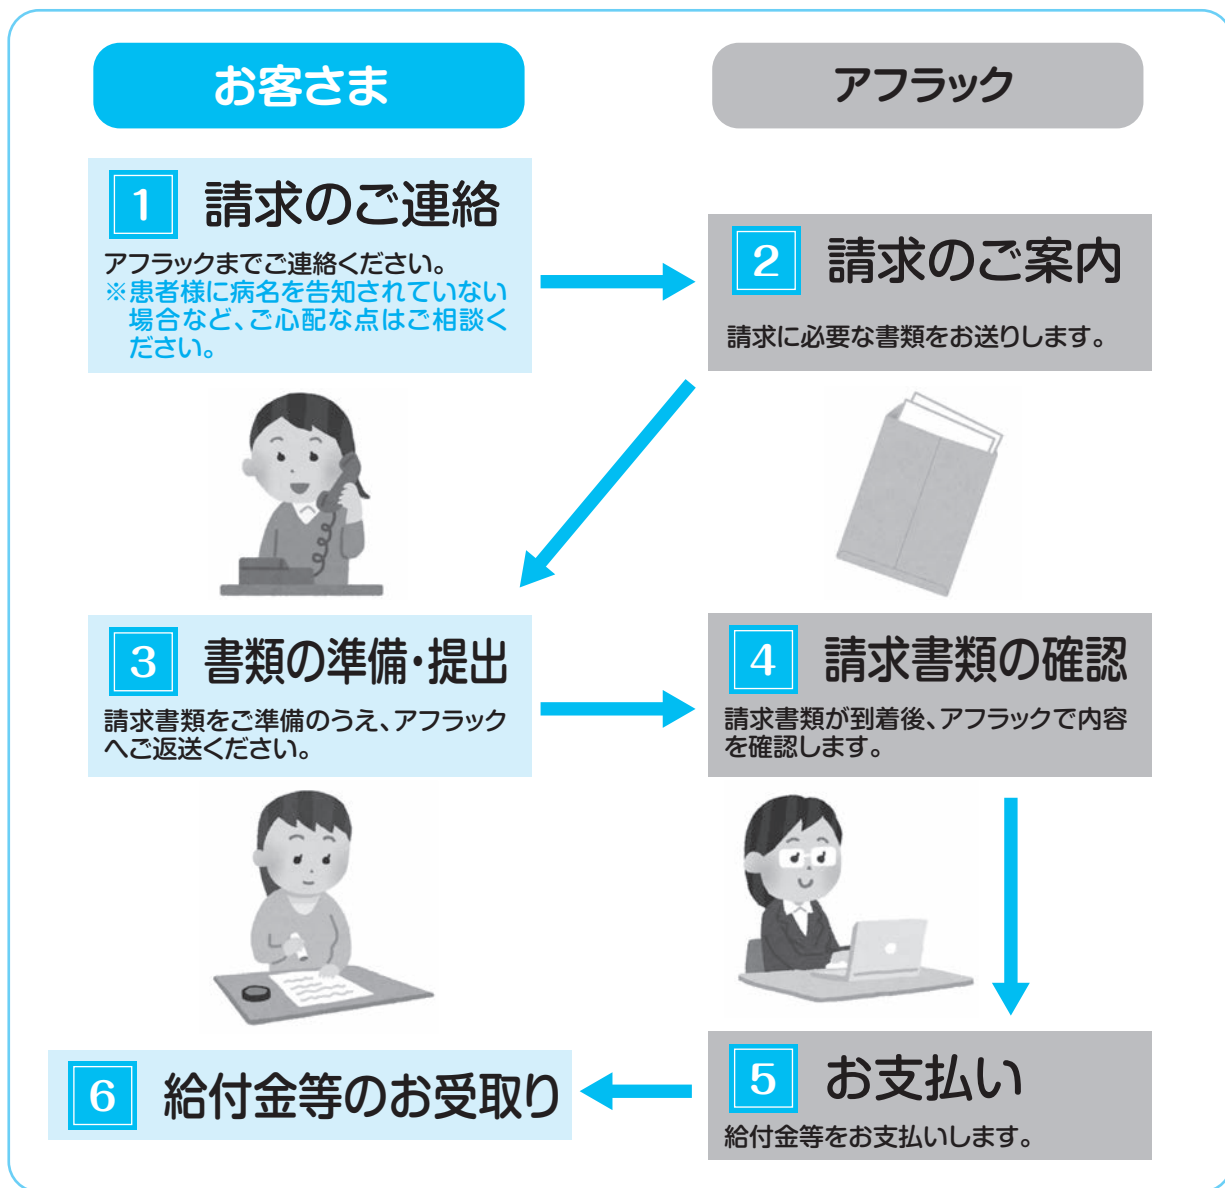 お客さま
アフラック
1 請求のご連絡
アフラックまでご連絡ください。
※患者様に病名を告知されていない
場合など、ご心配な点はご相談く
ださい。
2 請求のご案内
請求に必要な書類をお送りします。
3 書類の準備・提出
請求書類をご準備のうえ、アフラック
へご返送ください。
4 請求書類の確認
請求書類が到着後、アフラックで内容
を確認します。
5 お支払い
給付金等をお支払いします。
6 給付金等のお受取り